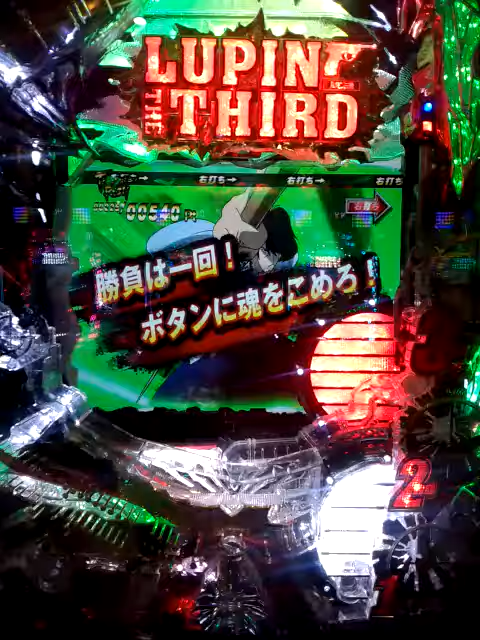 LUPIN
THE THIRD
右打ち→ 右打ち→ 右打ち
右打ち
00540
勝負は一回！
ボタンに魂をこめろ！
2